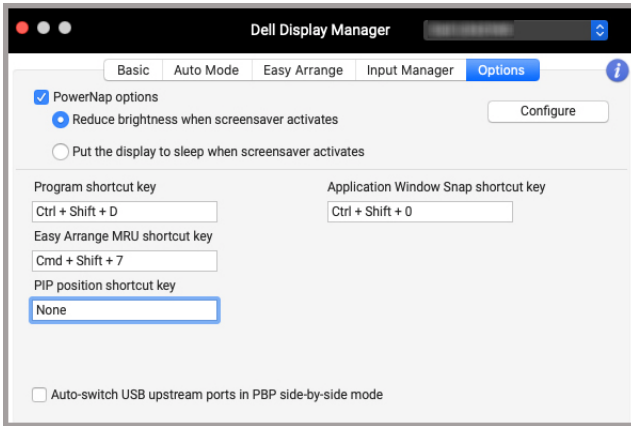 Dell Display Manager
Basic
Auto Mode
Easy Arrange
Input Manager
Options
i
PowerNap options
Configure
Reduce brightness when screensaver activates
Put the display to sleep when screensaver activates
Program shortcut key
Application Window Snap shortcut key
Ctrl + Shift + D
Ctrl + Shift + 0
Easy Arrange MRU shortcut key
Cmd + Shift + 7
PIP position shortcut key
None
Auto-switch USB upstream ports in PBP side-by-side mode